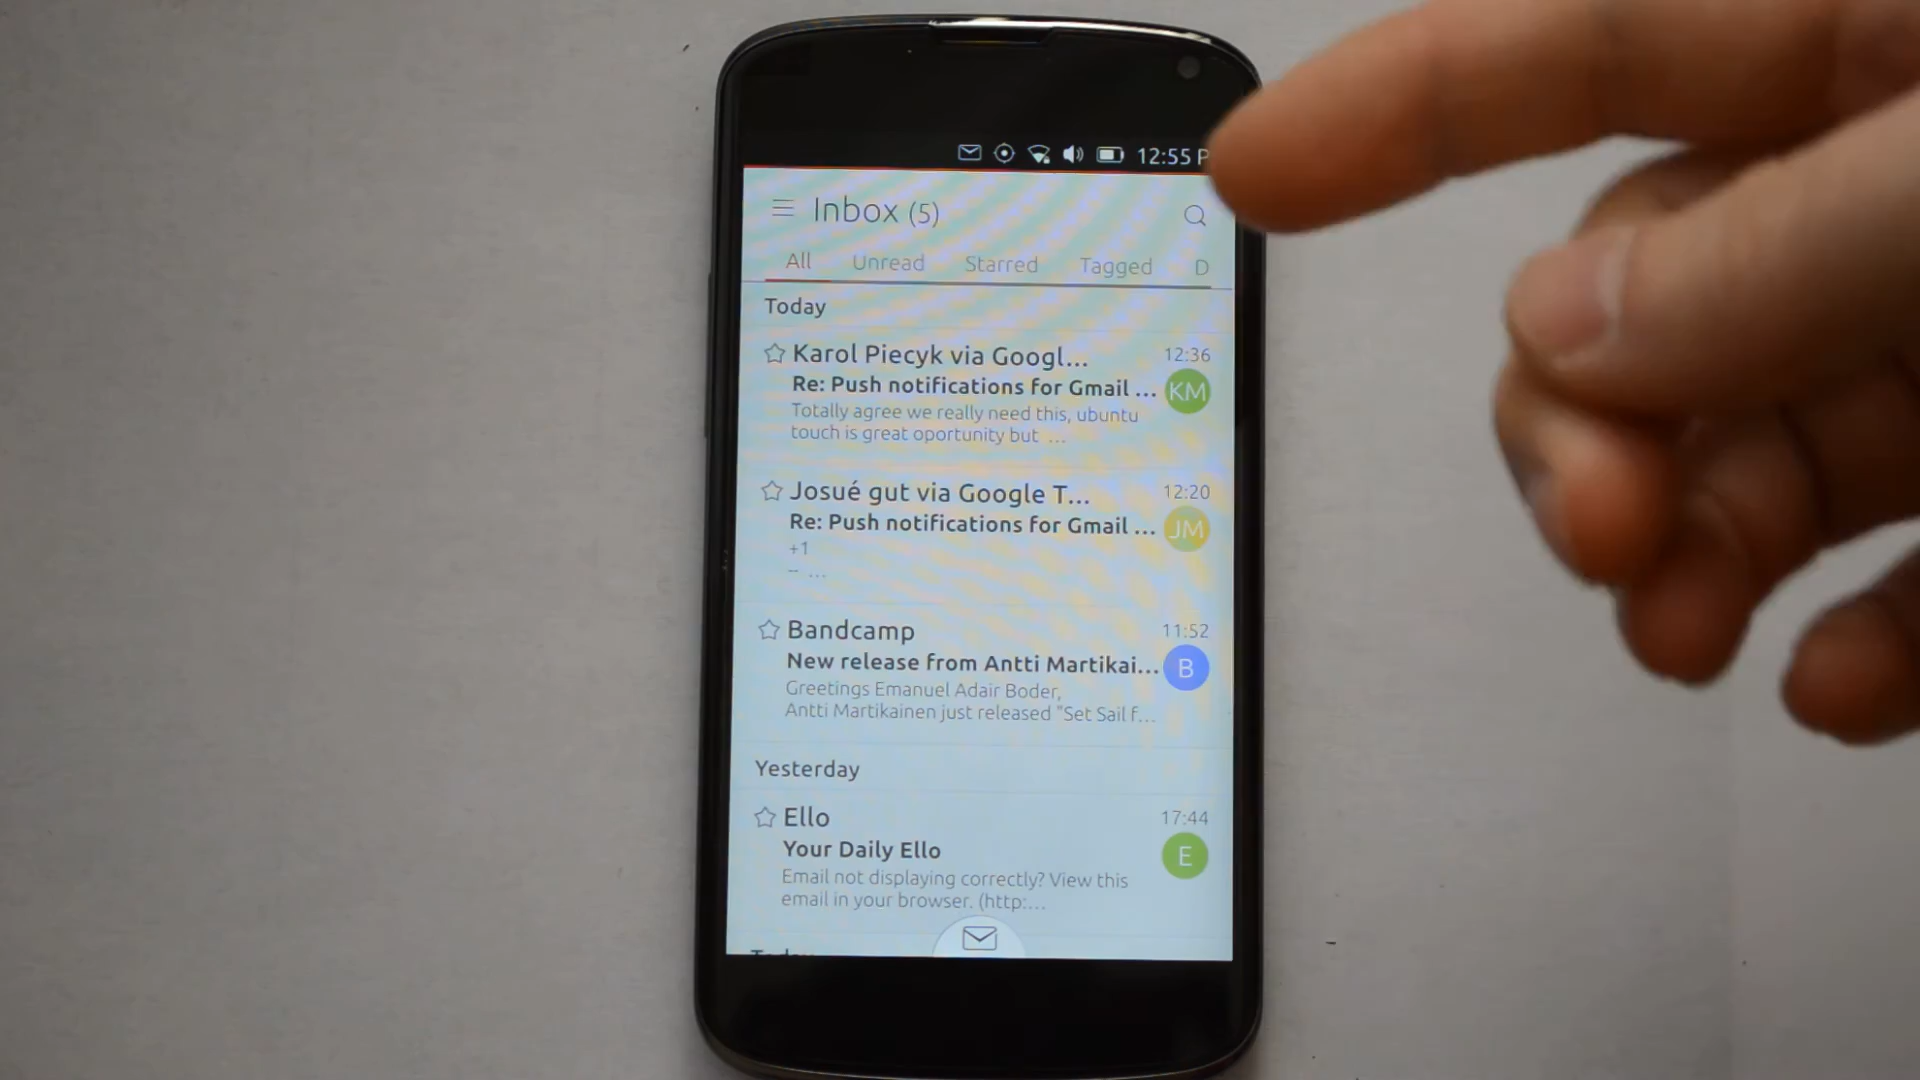 12:55 P
Inbox (5)
All Unread Starred Tagged D
Today
Karol Piecyk via Googl... 12:36
Re: Push notifications for Gmail ... KM
Totally agree we really need this, ubuntu
touch is great oportunity but ...
Josué gut via Google T... 12:20
Re: Push notifications for Gmail ... JM
+1
-- ...
Bandcamp 11:52
New release from Antti Martikai... B
Greetings Emanuel Adair Boder,
Antti Martikainen just released "Set Sail f...
Yesterday
Ello 17:44
Your Daily Ello E
Email not displaying correctly? View this
email in your browser. (http:...